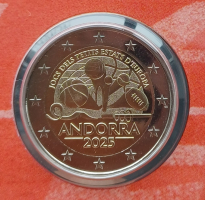 JOCS DELS PETITS ESTATS D'EUROPA
ANDORRA
2025